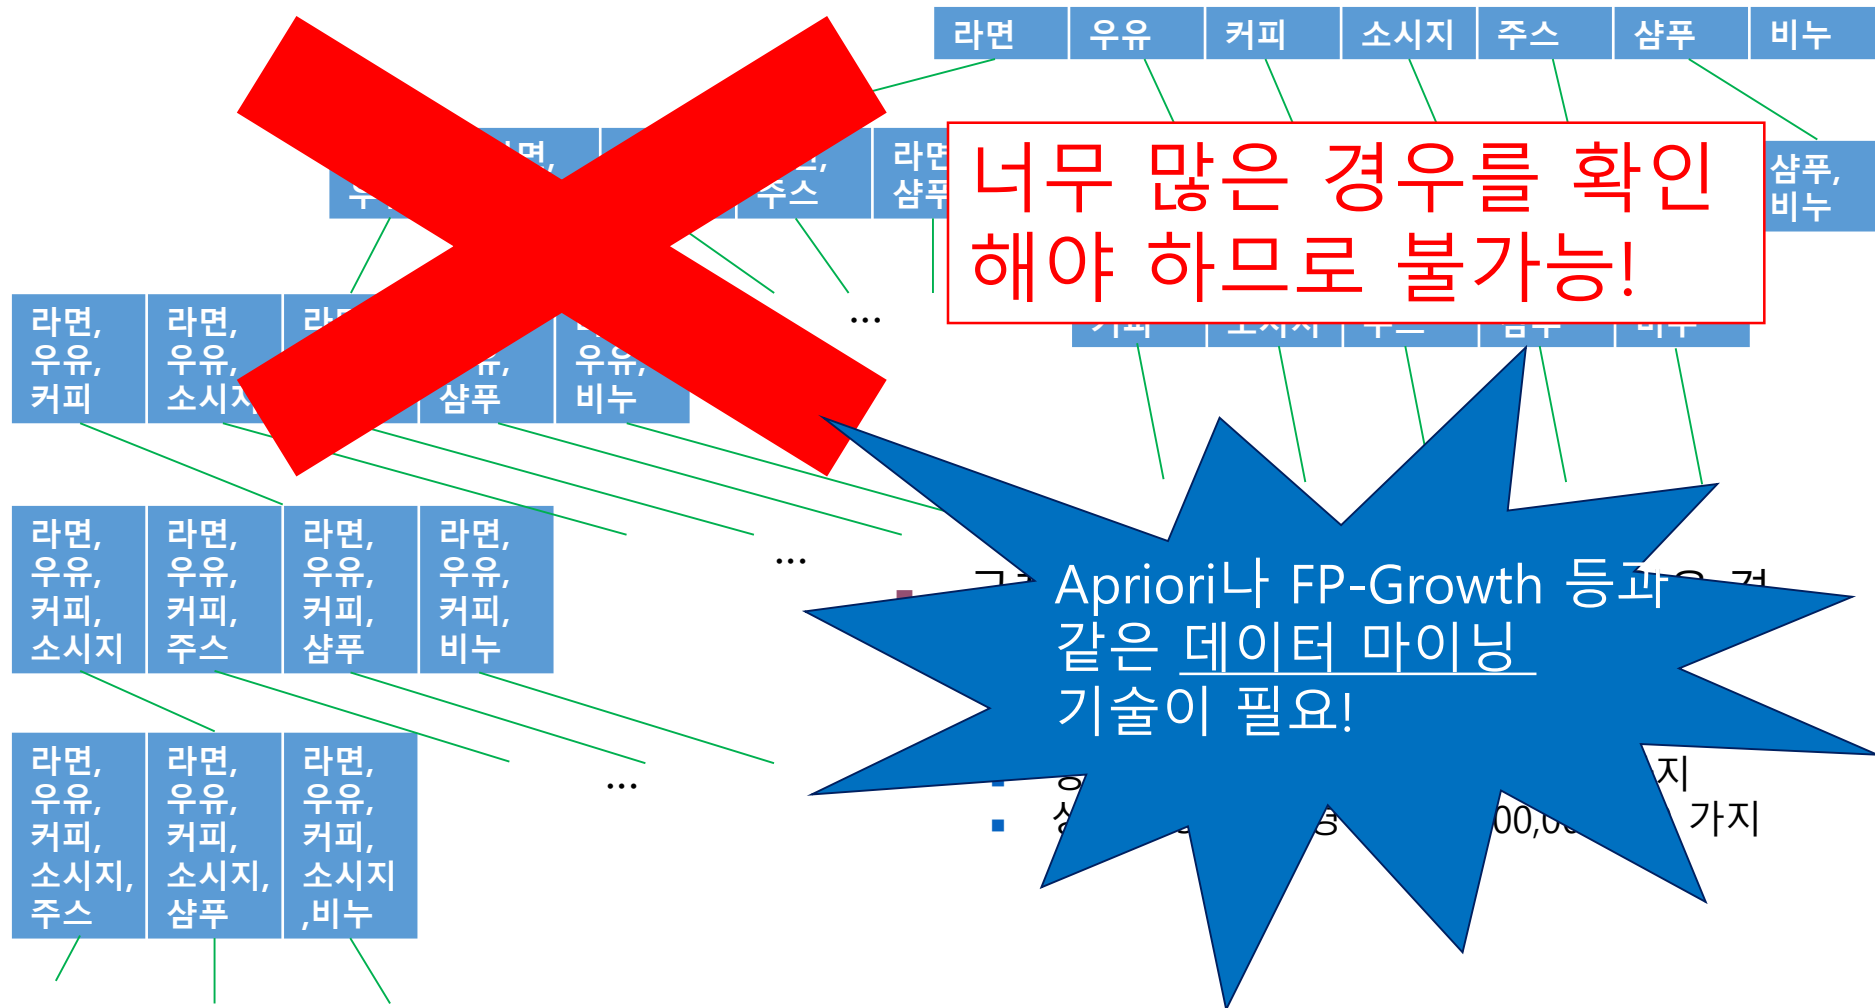 라면 우유 커피 소시지 주스 샴푸 비누
너무 많은 경우를 확인
해야 하므로 불가능!
주스
샴푸,
비누
라면,
우유,
커피
라면,
우유,
샴푸
우유,
비누
...
라면,
우유,
커피,
소시지
라면,
우유,
커피,
주스
라면,
우유,
커피,
샴푸
라면,
우유,
커피,
비누
...
Apriori나 FP-Growth 등과
같은 데이터 마이닝
기술이 필요!
라면,
우유,
커피,
소시지,
주스
라면,
우유,
커피,
소시지,
샴푸
라면,
우유,
커피,
소시지
,비누
...
가지